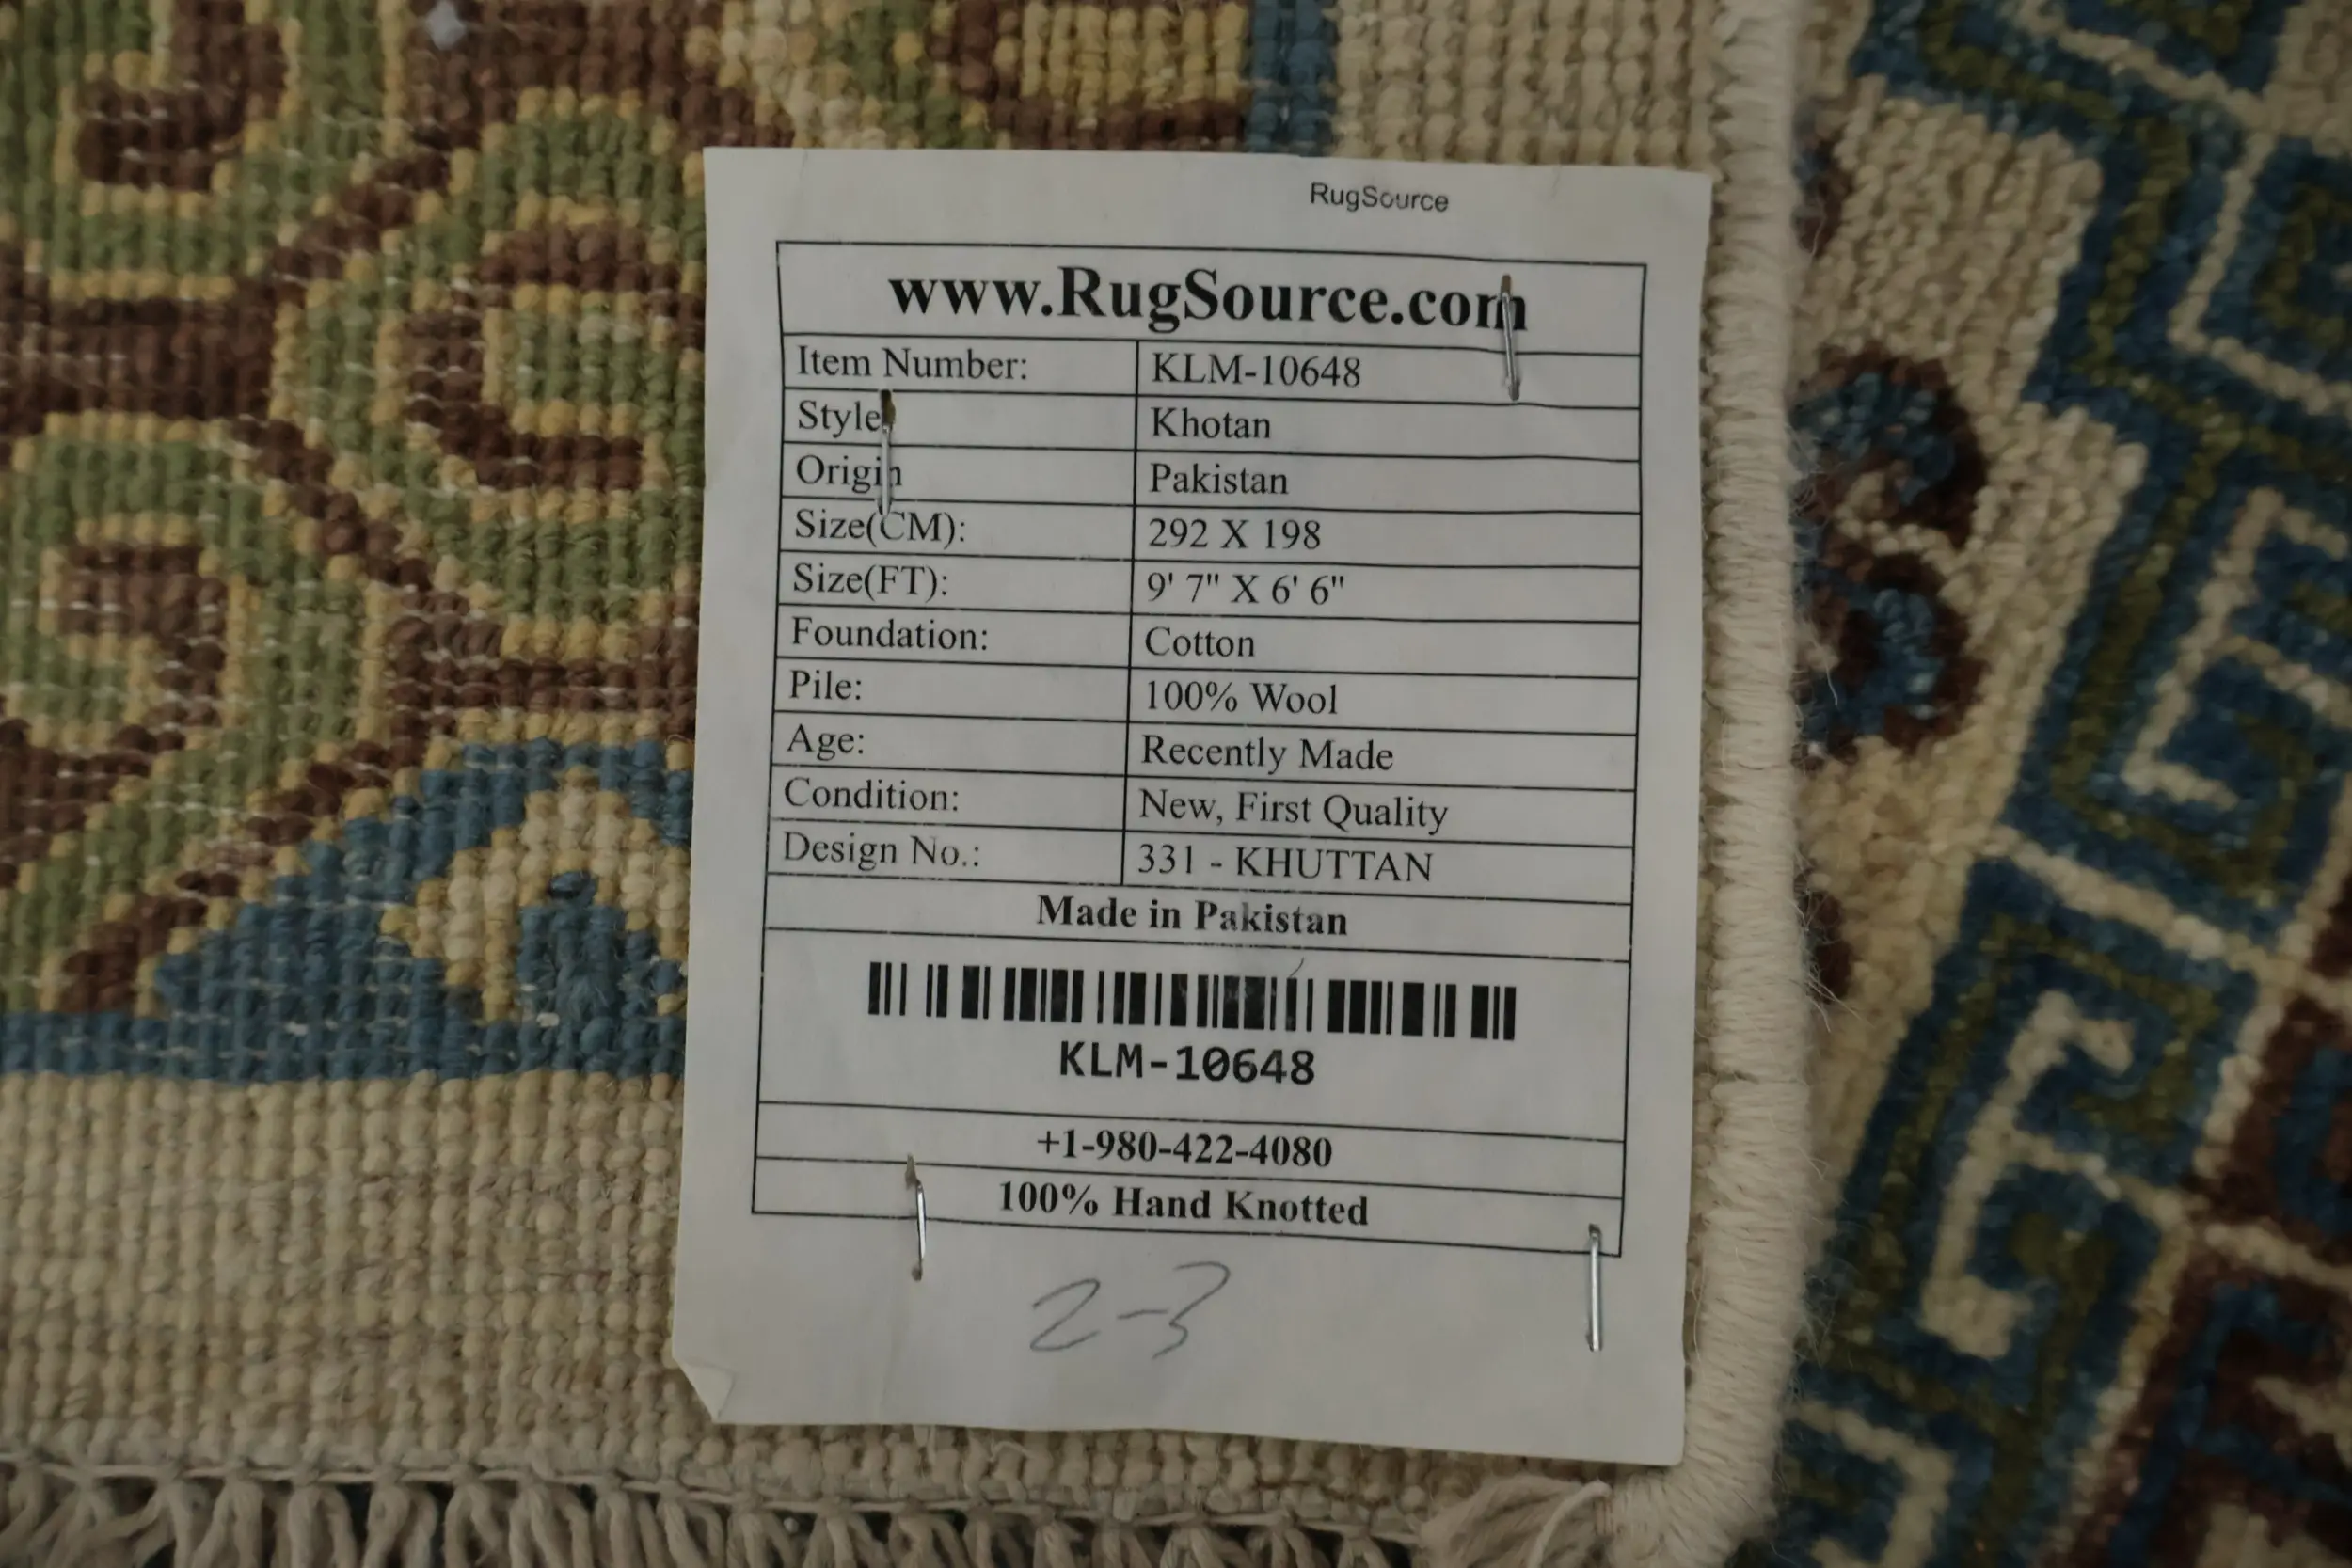 RugSource
www.RugSource.com
Item Number: KLM-10648
Style Khotan
Origin Pakistan
Size(CM): 292 X 198
Size(FT): 9' 7" X 6' 6"
Foundation: Cotton
Pile: 100% Wool
Age: Recently Made
Condition: New, First Quality
Design No.: 331 - KHUTTAN
Made in Pakistan
KLM-10648
+1-980-422-4080
100% Hand Knotted
2-3